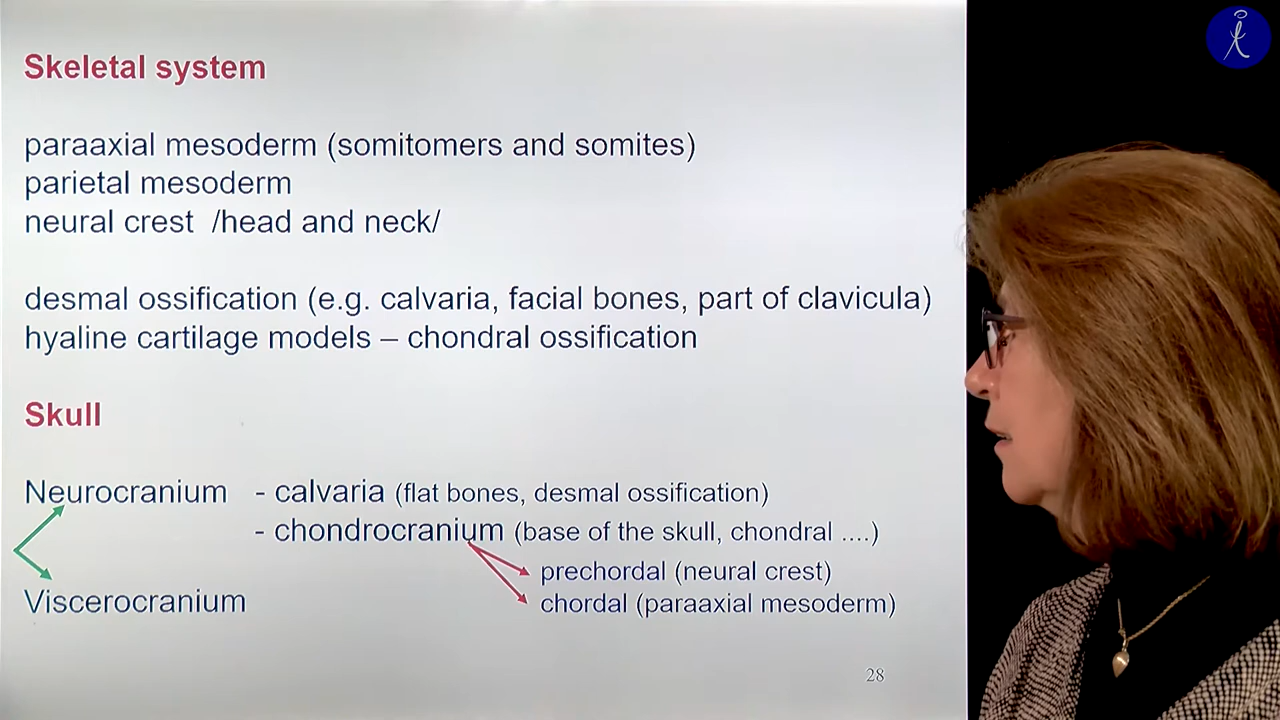 Skeletal system
paraaxial mesoderm (somitomers and somites)
parietal mesoderm
neural crest /head and neck/
desmal ossification (e.g. calvaria, facial bones, part of clavicula)
hyaline cartilage models – chondral ossification
Skull
Neurocranium - calvaria (flat bones, desmal ossification)
- chondrocranium (base of the skull, chondral ....)
prechordal (neural crest)
chordal (paraaxial mesoderm)
Viscerocranium
28